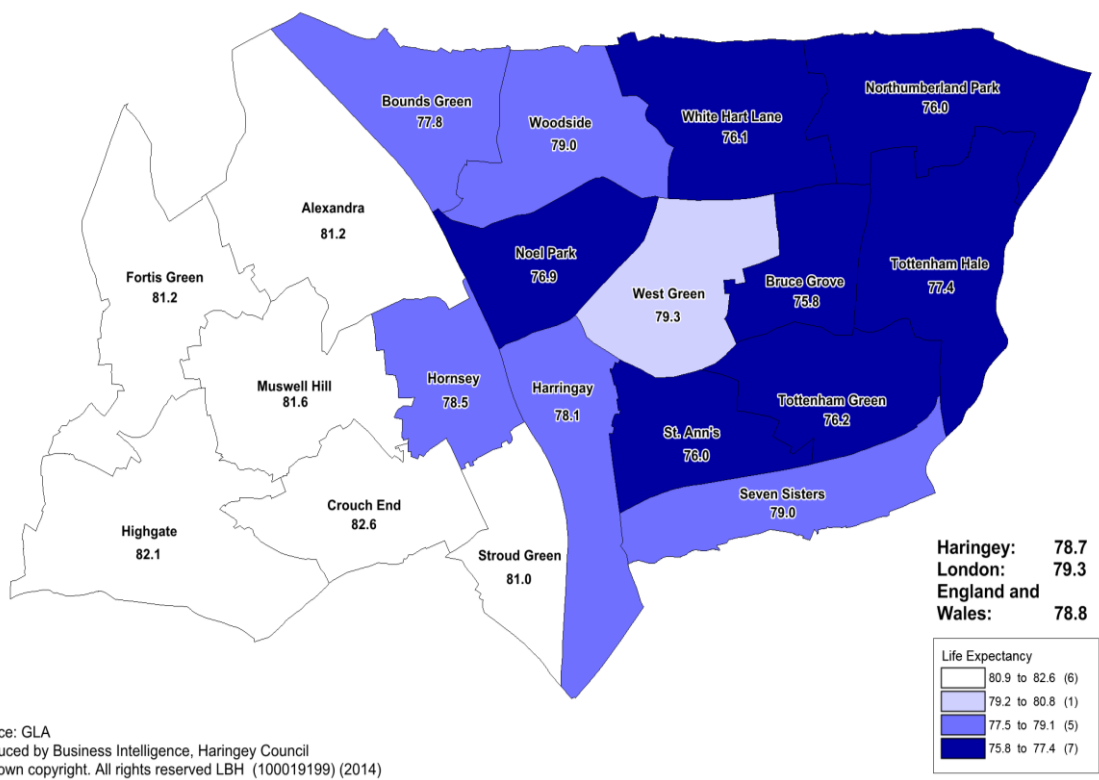 Bounds Green
77.8
Woodside
79.0
White Hart Lane
76.1
Northumberland Park
76.0
Alexandra
81.2
Fortis Green
81.2
Noel Park
76.9
West Green
79.3
Bruce Grove
75.8
Tottenham Hale
77.4
Muswell Hill
81.6
Hornsey
78.5
Harringay
78.1
Tottenham Green
76.2
St. Ann's
76.0
Seven Sisters
79.0
Crouch End
82.6
Highgate
82.1
Stroud Green
81.0
Haringey: 78.7
London: 79.3
England and
Wales: 78.8
Life Expectancy
80.9 to 82.6 (6)
79.2 to 80.8 (1)
77.5 to 79.1 (5)
75.8 to 77.4 (7)
ce: GLA
uced by Business Intelligence, Haringey Council
own copyright. All rights reserved LBH (100019199) (2014)